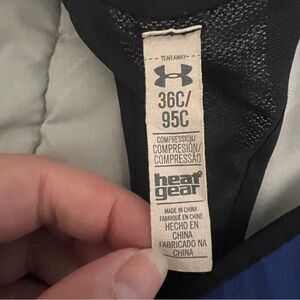 - TEAR AWAY -
36C/
95C
COMPRESSION/
COMPRESIÓN/
COMPRESSÃO
heat
gear
MADE IN CHINA
FABRIQUÉ EN CHINE
HECHO EN
CHINA
FABRICADO NA
CHINA